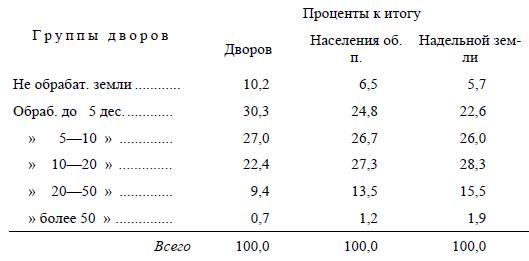 Проценты к итогу
Группы дворов
Дворов Населения об. п. Надельной зем-ли
Не обрабат. земли ............ 10,2 6,5 5,7
Обраб. до 5 дес. ............ 30,3 24,8 22,6
» 5—10 » .............. 27,0 26,7 26,0
» 10—20 » .............. 22,4 27,3 28,3
» 20—50 » .............. 9,4 13,5 15,5
» более 50 » ............... 0,7 1,2 1,9
Всего 100,0 100,0 100,0